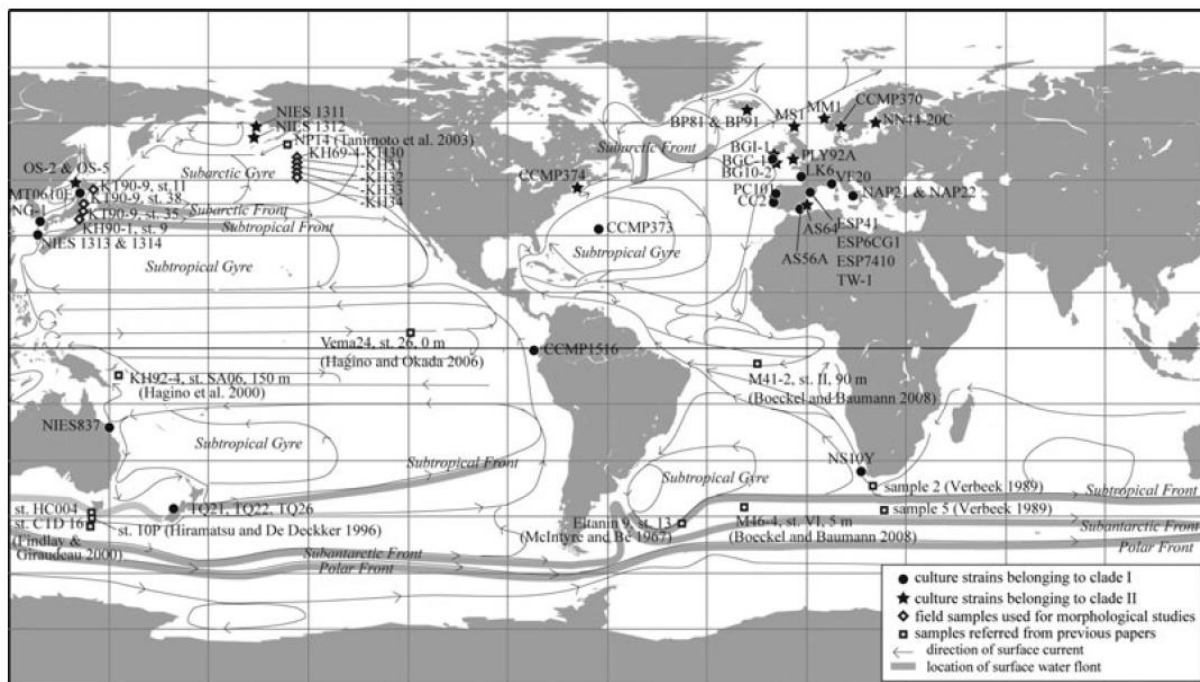 NIES 1311
NIES 1312
NP14 (Tanimoto et al. 2003)
KH69-4-KH30
-KH31
-KH32
-KH33
-KH34
Subarctic Gyre
OS-2 & OS-5
KT90-9, st.11
MT0610E
KT90-9, st. 38
NG-1
KT90-9, st. 35
KH90-1, st. 9
NIES 1313 & 1314
Subarctic Front
Subtropical Front
Subtropical Gyre
BP81 & BP91
MS1
MM1
CCMP370
NN44-20C
Subarctic Front
BGI-1
BGC-1
BG10-2
PLY92A
LK6
VF20
CCMP374
PC101
CC2
NAP21 & NAP22
CCMP373
AS64
ESP41
ESP6CG1
ESP7410
TW-1
AS56A
Subtropical Gyre
Vema24, st. 26, 0 m
(Hagino and Okada 2006)
CCMP1516
KH92-4, st. SA06, 150 m
(Hagino et al. 2000)
M41-2, st. II, 90 m
(Boeckel and Baumann 2008)
NIES837
Subtropical Gyre
Subtropical Front
Subtropical Gyre
NS10Y
sample 2 (Verbeek 1989)
Subtropical Front
st. HC004
TQ21, TQ22, TQ26
sample 5 (Verbeek 1989)
st. C1D 16
st. 10P (Hiramatsu and De Deckker 1996)
(Findlay &
Giraudeau 2000)
Eltanin 9, st. 13
(McIntyre and Bé 1967)
M46-4, st. VI, 5 m
(Boeckel and Baumann 2008)
Subantarctic Front
Polar Front
Subantarctic Front
Polar Front
culture strains belonging to clade I
culture strains belonging to clade II
field samples used for morphological studies
samples referred from previous papers
direction of surface current
location of surface water flont